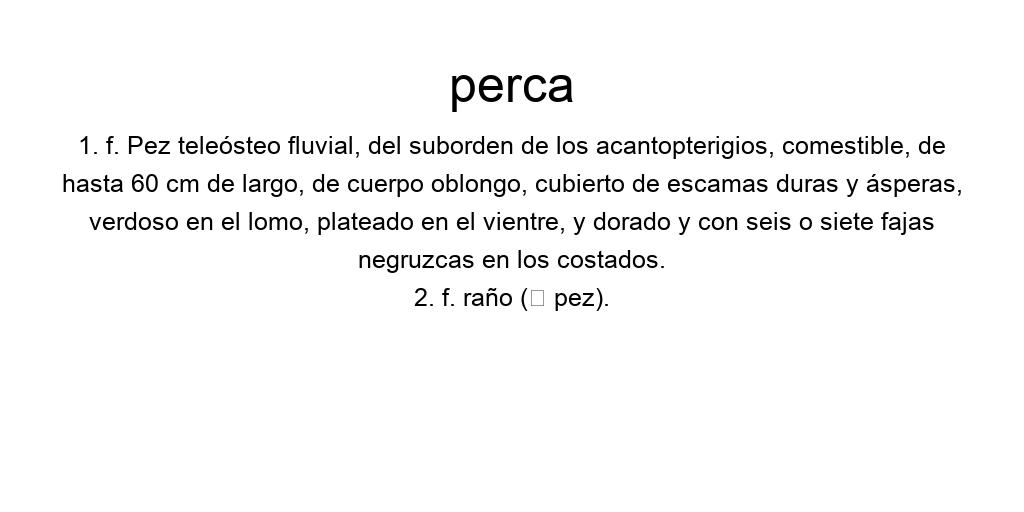 perca
1. f. Pez teleósteo fluvial, del suborden de los acantopterigios, comestible, de
hasta 60 cm de largo, de cuerpo oblongo, cubierto de escamas duras y ásperas,
verdoso en el lomo, plateado en el vientre, y dorado y con seis o siete fajas
negruzcas en los costados.
2. f. raño (□ pez).